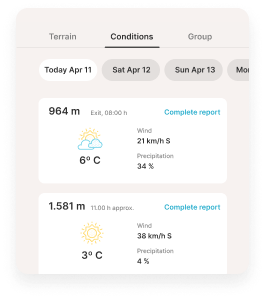 Terrain Conditions Group
Today Apr 11 Sat Apr 12 Sun Apr 13 Mon
964 m Exit, 08:00 h Complete report
Wind
21 km/h S
6º C
Precipitation
34 %
1.581 m 11.00 h approx. Complete report
Wind
38 km/h S
3º C
Precipitation
4 %